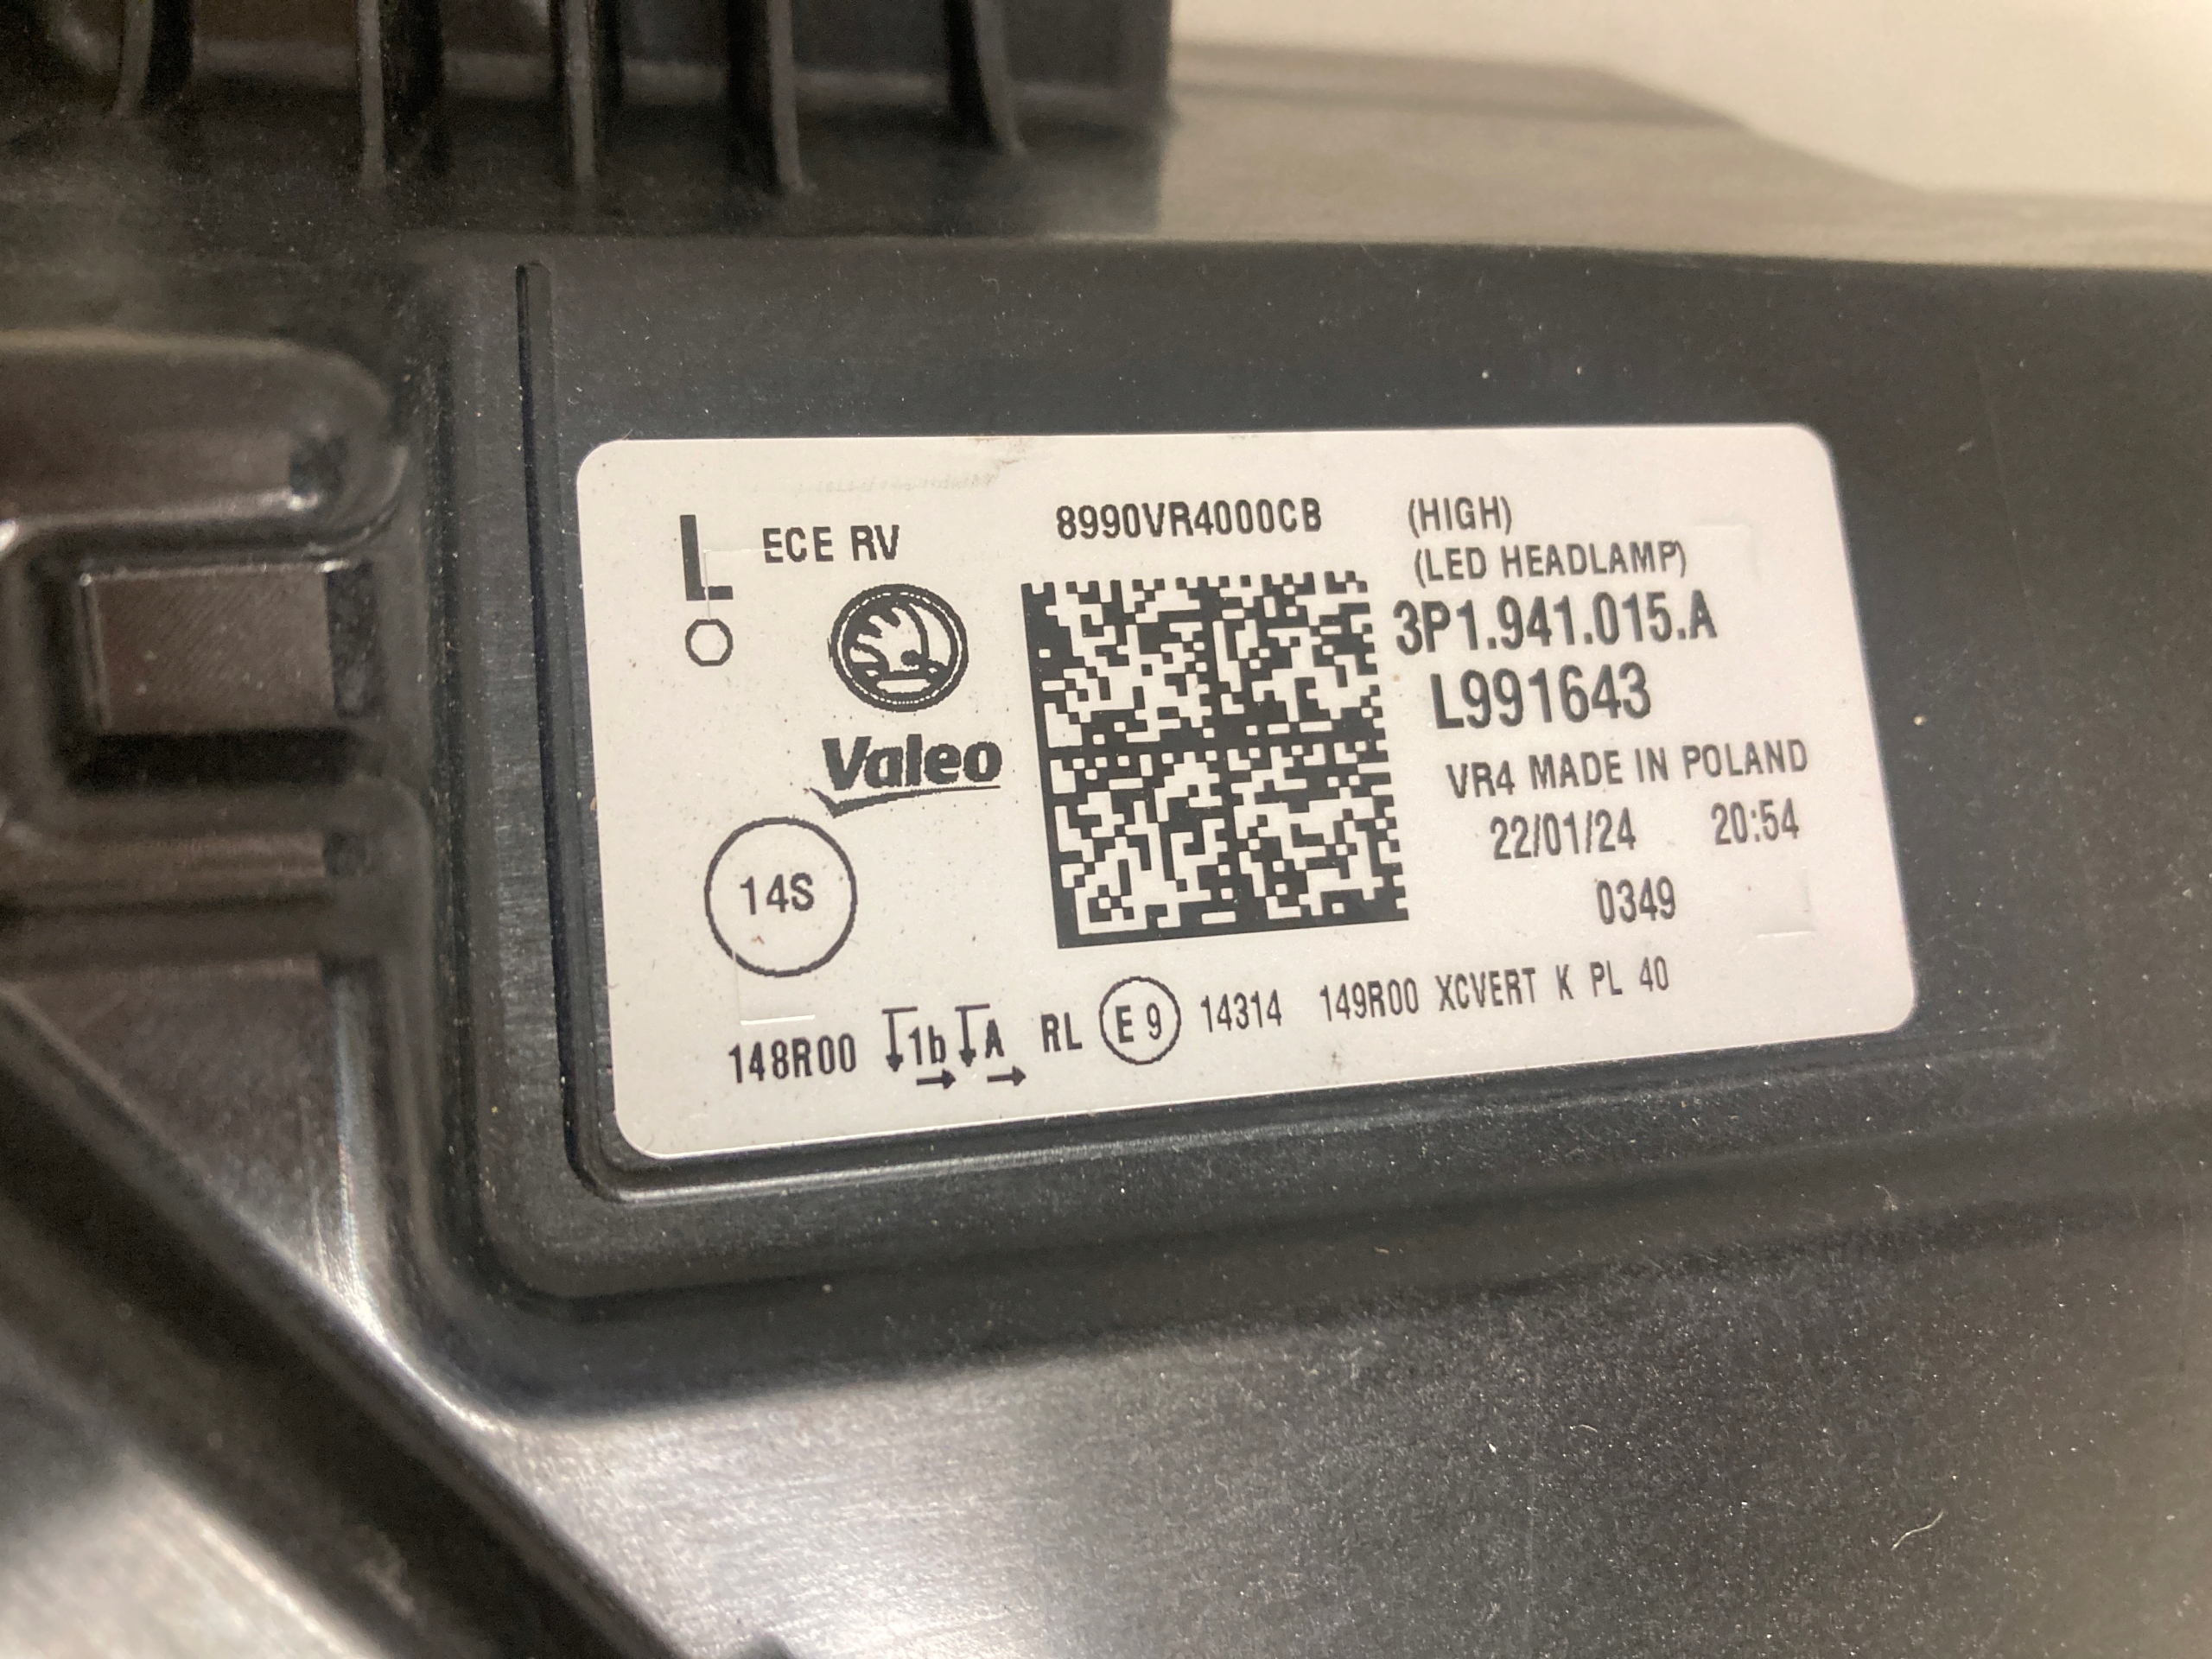 L ECE RV
8990VR4000CB
(HIGH)
(LED HEADLAMP)
3P1.941.015.A
L991643
Valeo
VR4 MADE IN POLAND
22/01/24 20:54
0349
14S
148R00 1b A RL E9 14314 149R00 XCVERT K PL 40